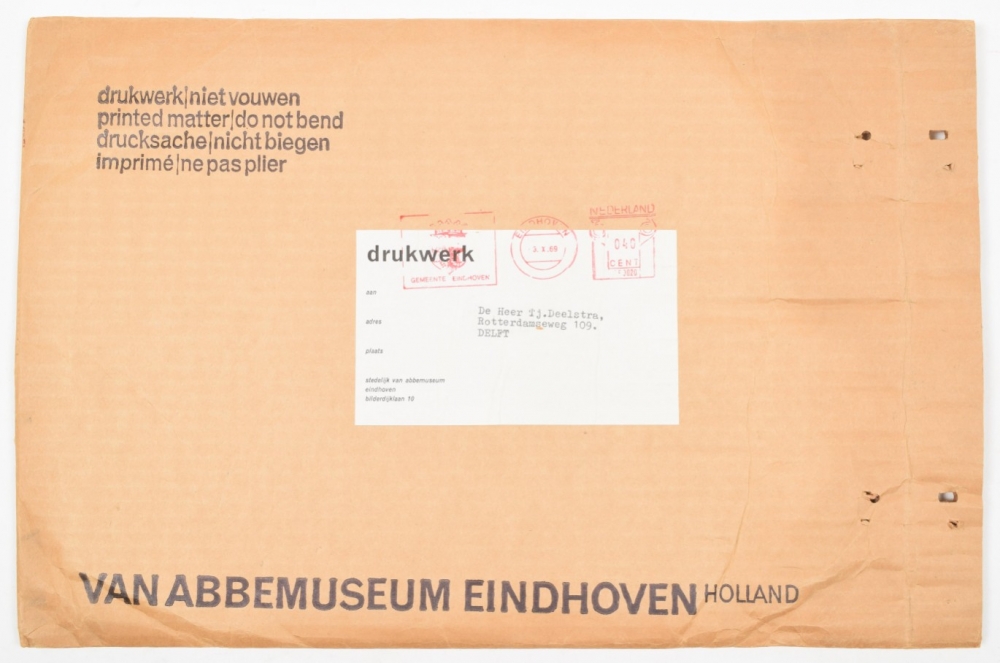 drukwerk|niet vouwen
printed matter|do not bend
drucksache|nicht biegen
imprimé|ne pas plier
NEDERLAND
EINDHOVEN
040
CENT
GEMEENTE EINDHOVEN
drukwerk
aan
De Heer Tj.Deelstra,
adres
Rotterdamseweg 109.
DELFT
plaats
stedelijk van abbemuseum
eindhoven
bilderdijklaan 10
VAN ABBEMUSEUM EINDHOVEN HOLLAND